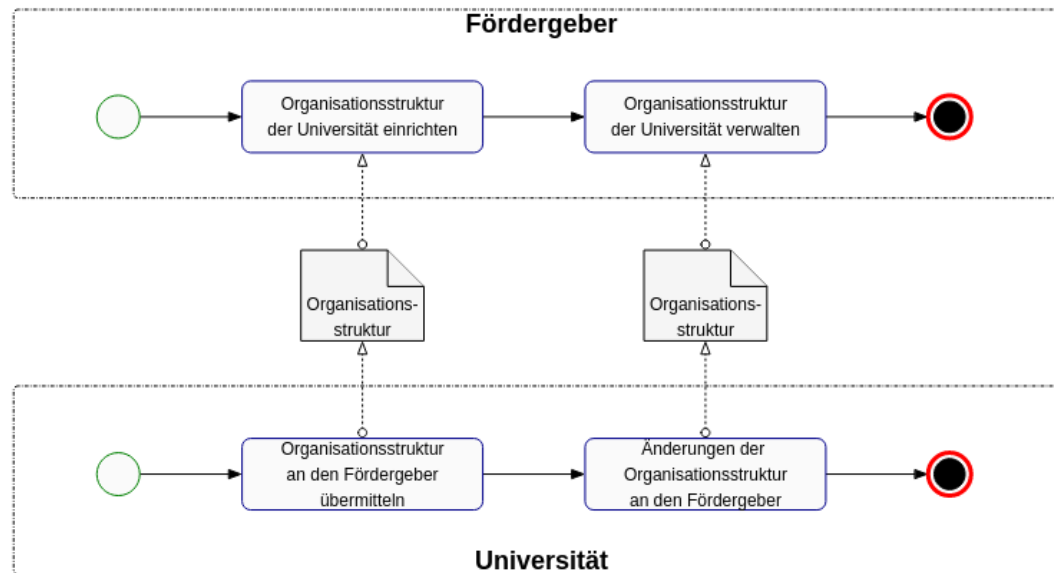 Fördergeber
Organisationsstruktur
der Universität einrichten
Organisationsstruktur
der Universität verwalten
Organisations-
struktur
Organisations-
struktur
Organisationsstruktur
an den Fördergeber
übermitteln
Änderungen der
Organisationsstruktur
an den Fördergeber
Universität